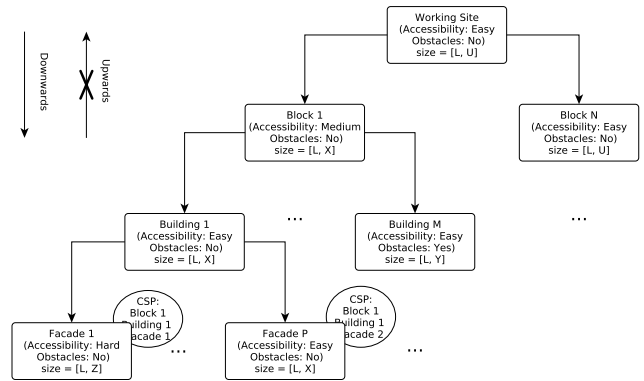 Working Site
(Accessibility: Easy
Obstacles: No)
size = [L, U]
Downwards
Upwards
Block 1
(Accessibility: Medium
Obstacles: No)
size = [L, X]
Block N
(Accessibility: Easy
Obstacles: No)
size = [L, U]
Building 1
(Accessibility: Easy
Obstacles: No)
size = [L, X]
...
Building M
(Accessibility: Easy
Obstacles: Yes)
size = [L, Y]
...
CSP:
Block 1
Building 1
Facade 1
Facade 1
(Accessibility: Hard
Obstacles: No)
size = [L, Z]
...
CSP:
Block 1
Building 1
Facade 2
Facade P
(Accessibility: Easy
Obstacles: No)
size = [L, X]
...